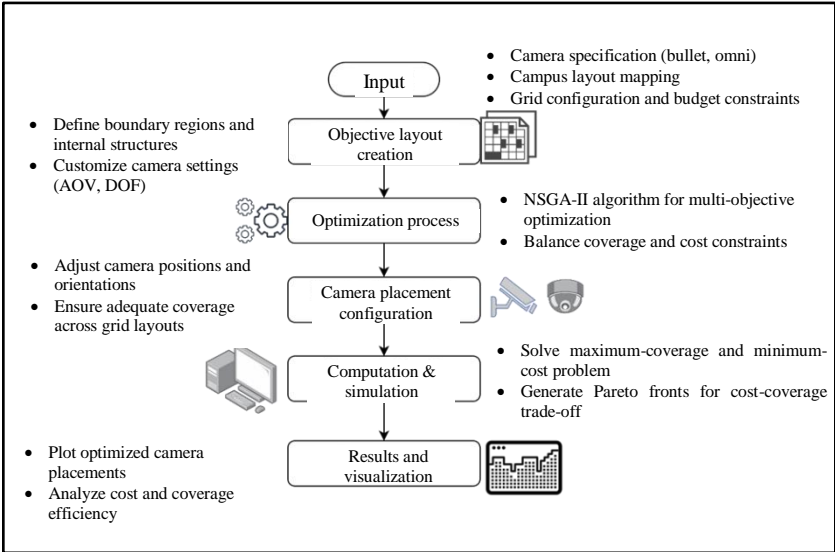 Input
• Camera specification (bullet, omni)
• Campus layout mapping
• Grid configuration and budget constraints
Objective layout
creation
• Define boundary regions and
internal structures
• Customize camera settings
(AOV, DOF)
Optimization process
• NSGA-II algorithm for multi-objective
optimization
• Balance coverage and cost constraints
Camera placement
configuration
• Adjust camera positions and
orientations
• Ensure adequate coverage
across grid layouts
Computation &
simulation
• Solve maximum-coverage and minimum-
cost problem
• Generate Pareto fronts for cost-coverage
trade-off
Results and
visualization
• Plot optimized camera
placements
• Analyze cost and coverage
efficiency